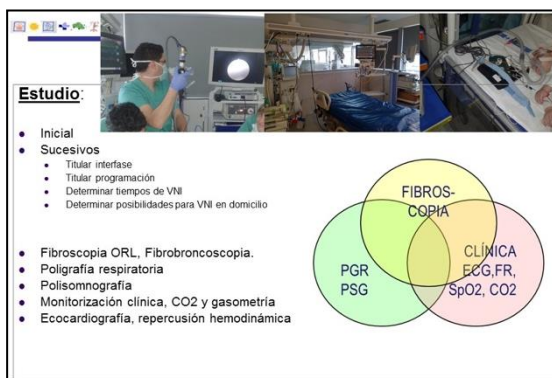 Estudio:
Inicial
Sucesivos
Titular interfase
Titular programación
Determinar tiempos de VNI
Determinar posibilidades para VNI en domicilio
Fibroscopia ORL, Fibrobroncoscopia.
Poligrafía respiratoria
Polisomnografía
Monitorización clínica, CO2 y gasometría
Ecocardiografía, repercusión hemodinámica
FIBROS-
COPIA
PGR
PSG
CLÍNICA
ECG,FR,
SpO2, CO2